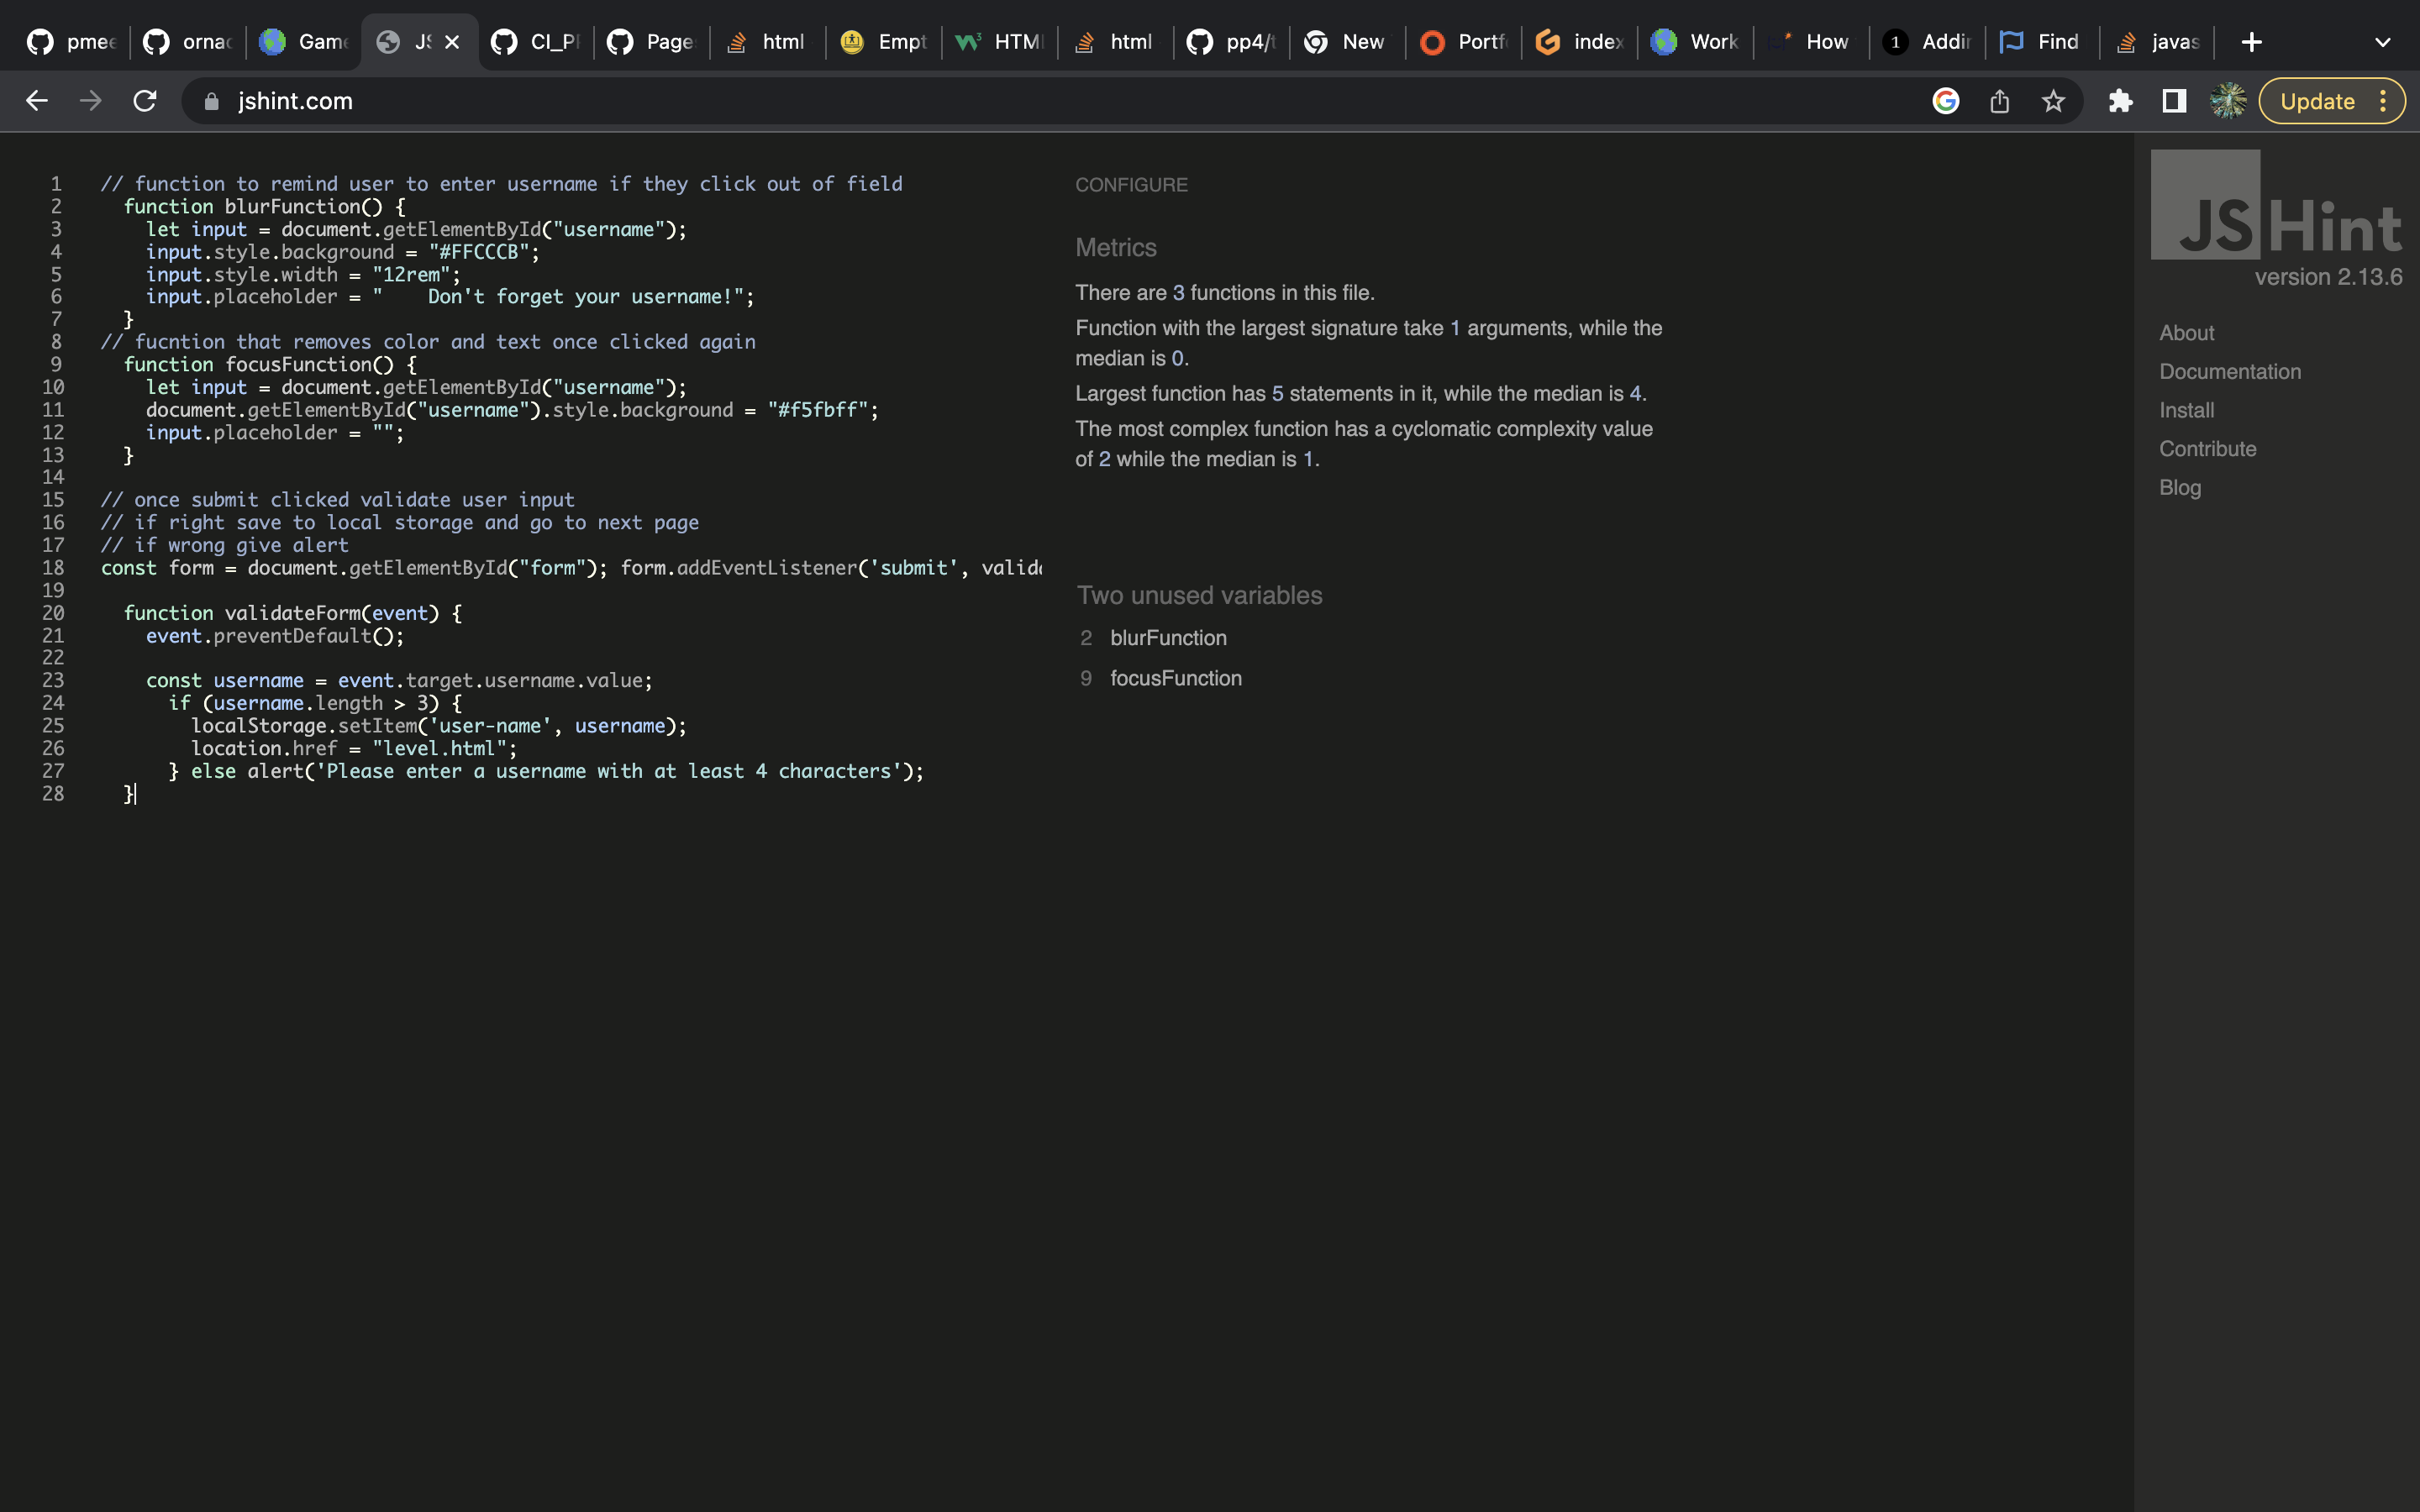 pmee
ornac
Game
JS
CI_P
Page
html
Empt
HTM
html
pp4/t
New
Portf
index
Work
How
1 Addin
Find
javas
jshint.com
Update
1 // function to remind user to enter username if they click out of field
2 function blurFunction() {
3 let input = document.getElementById("username");
4 input.style.background = "#FFCCCB";
5 input.style.width = "12rem";
6 input.placeholder = "    Don't forget your username!";
7 }
8 // fucntion that removes color and text once clicked again
9 function focusFunction() {
10 let input = document.getElementById("username");
11 document.getElementById("username").style.background = "#f5fbff";
12 input.placeholder = "";
13 }
14
15 // once submit clicked validate user input
16 // if right save to local storage and go to next page
17 // if wrong give alert
18 const form = document.getElementById("form"); form.addEventListener('submit', valid
19
20 function validateForm(event) {
21 event.preventDefault();
22
23 const username = event.target.username.value;
24 if (username.length > 3) {
25 localStorage.setItem('user-name', username);
26 location.href = "level.html";
27 } else alert('Please enter a username with at least 4 characters');
28 }
CONFIGURE
Metrics
There are 3 functions in this file.
Function with the largest signature take 1 arguments, while the
median is 0.
Largest function has 5 statements in it, while the median is 4.
The most complex function has a cyclomatic complexity value
of 2 while the median is 1.
Two unused variables
2 blurFunction
9 focusFunction
JSHint
version 2.13.6
About
Documentation
Install
Contribute
Blog